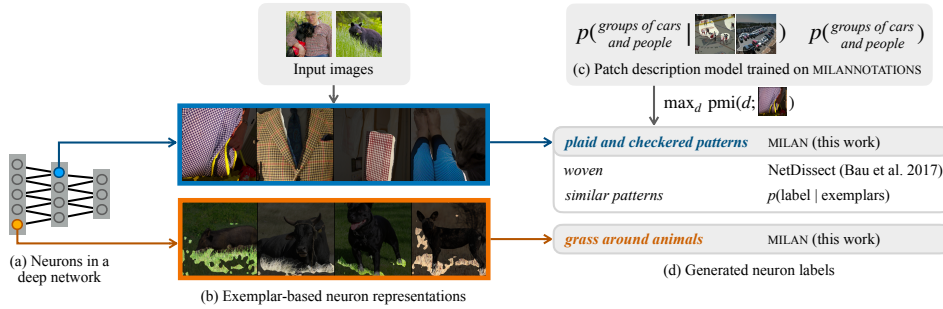 Input images
p(groups of cars and people | ) p(groups of cars and people)
(c) Patch description model trained on MILANNOTATIONS
max_d pmi(d; )
plaid and checkered patterns MILAN (this work)
woven NetDissect (Bau et al. 2017)
similar patterns p(label | exemplars)
grass around animals MILAN (this work)
(a) Neurons in a
deep network
(b) Exemplar-based neuron representations
(d) Generated neuron labels